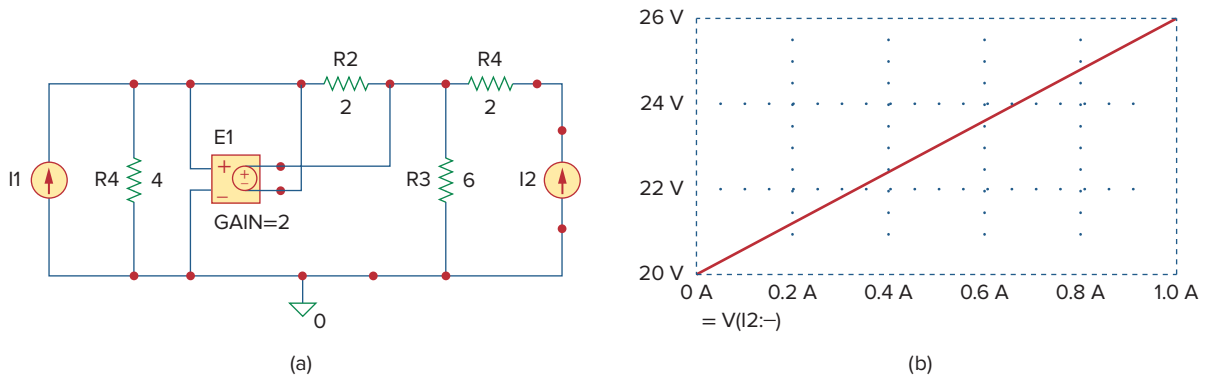 R2
R4
2
2
E1
+
+
−
−
I1
R4
4
R3
6
I2
GAIN=2
0
(a)
26 V
24 V
22 V
20 V
0 A 0.2 A 0.4 A 0.6 A 0.8 A 1.0 A
= V(I2:−)
(b)